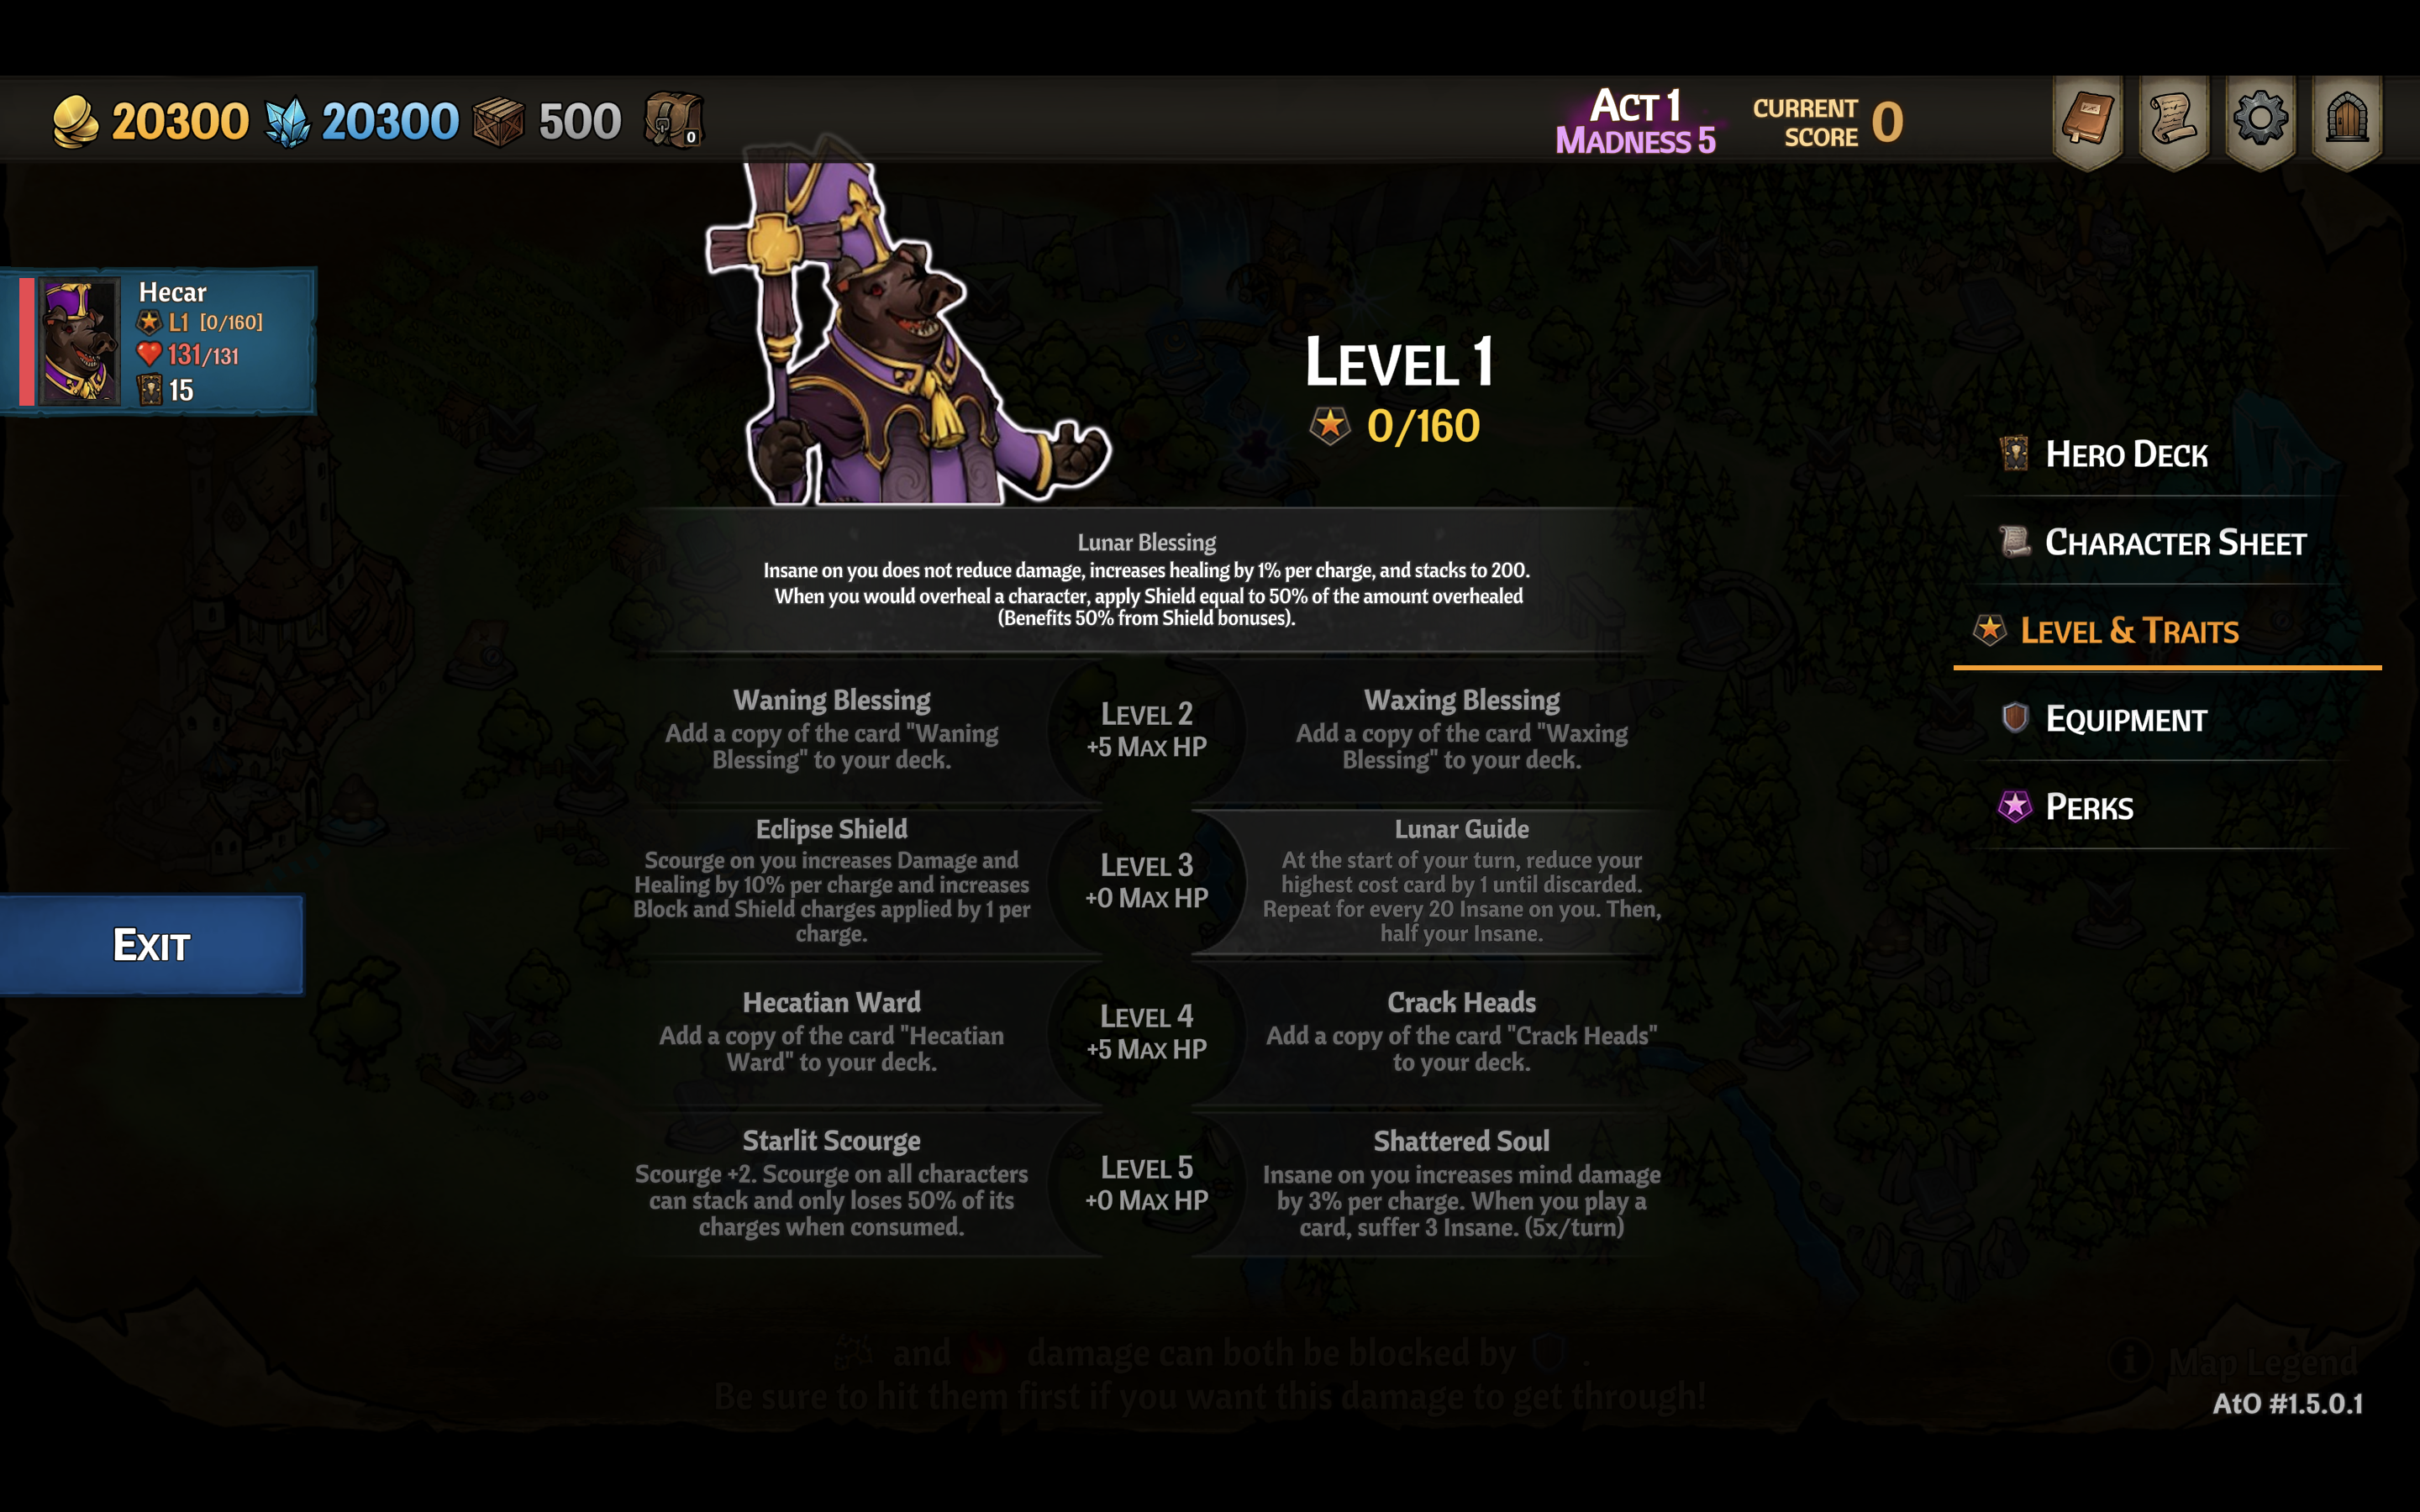 20300 20300 500 0
ACT 1
MADNESS 5
CURRENT
SCORE 0
Hecar
L1 [0/160]
131/131
15
LEVEL 1
0/160
HERO DECK
CHARACTER SHEET
LEVEL & TRAITS
EQUIPMENT
PERKS
Lunar Blessing
Insane on you does not reduce damage, increases healing by 1% per charge, and stacks to 200.
When you would overheal a character, apply Shield equal to 50% of the amount overhealed
(Benefits 50% from Shield bonuses).
Waning Blessing
Add a copy of the card "Waning
Blessing" to your deck.
LEVEL 2
+5 MAX HP
Waxing Blessing
Add a copy of the card "Waxing
Blessing" to your deck.
Eclipse Shield
Scourge on you increases Damage and
Healing by 10% per charge and increases
Block and Shield charges applied by 1 per
charge.
LEVEL 3
+0 MAX HP
Lunar Guide
At the start of your turn, reduce your
highest cost card by 1 until discarded.
Repeat for every 20 Insane on you. Then,
half your Insane.
EXIT
Hecatian Ward
Add a copy of the card "Hecatian
Ward" to your deck.
LEVEL 4
+5 MAX HP
Crack Heads
Add a copy of the card "Crack Heads"
to your deck.
Starlit Scourge
Scourge +2. Scourge on all characters
can stack and only loses 50% of its
charges when consumed.
LEVEL 5
+0 MAX HP
Shattered Soul
Insane on you increases mind damage
by 3% per charge. When you play a
card, suffer 3 Insane. (5x/turn)
and damage can both be blocked by .
Be sure to hit them first if you want this damage to get through!
Map Legend
AtO #1.5.0.1